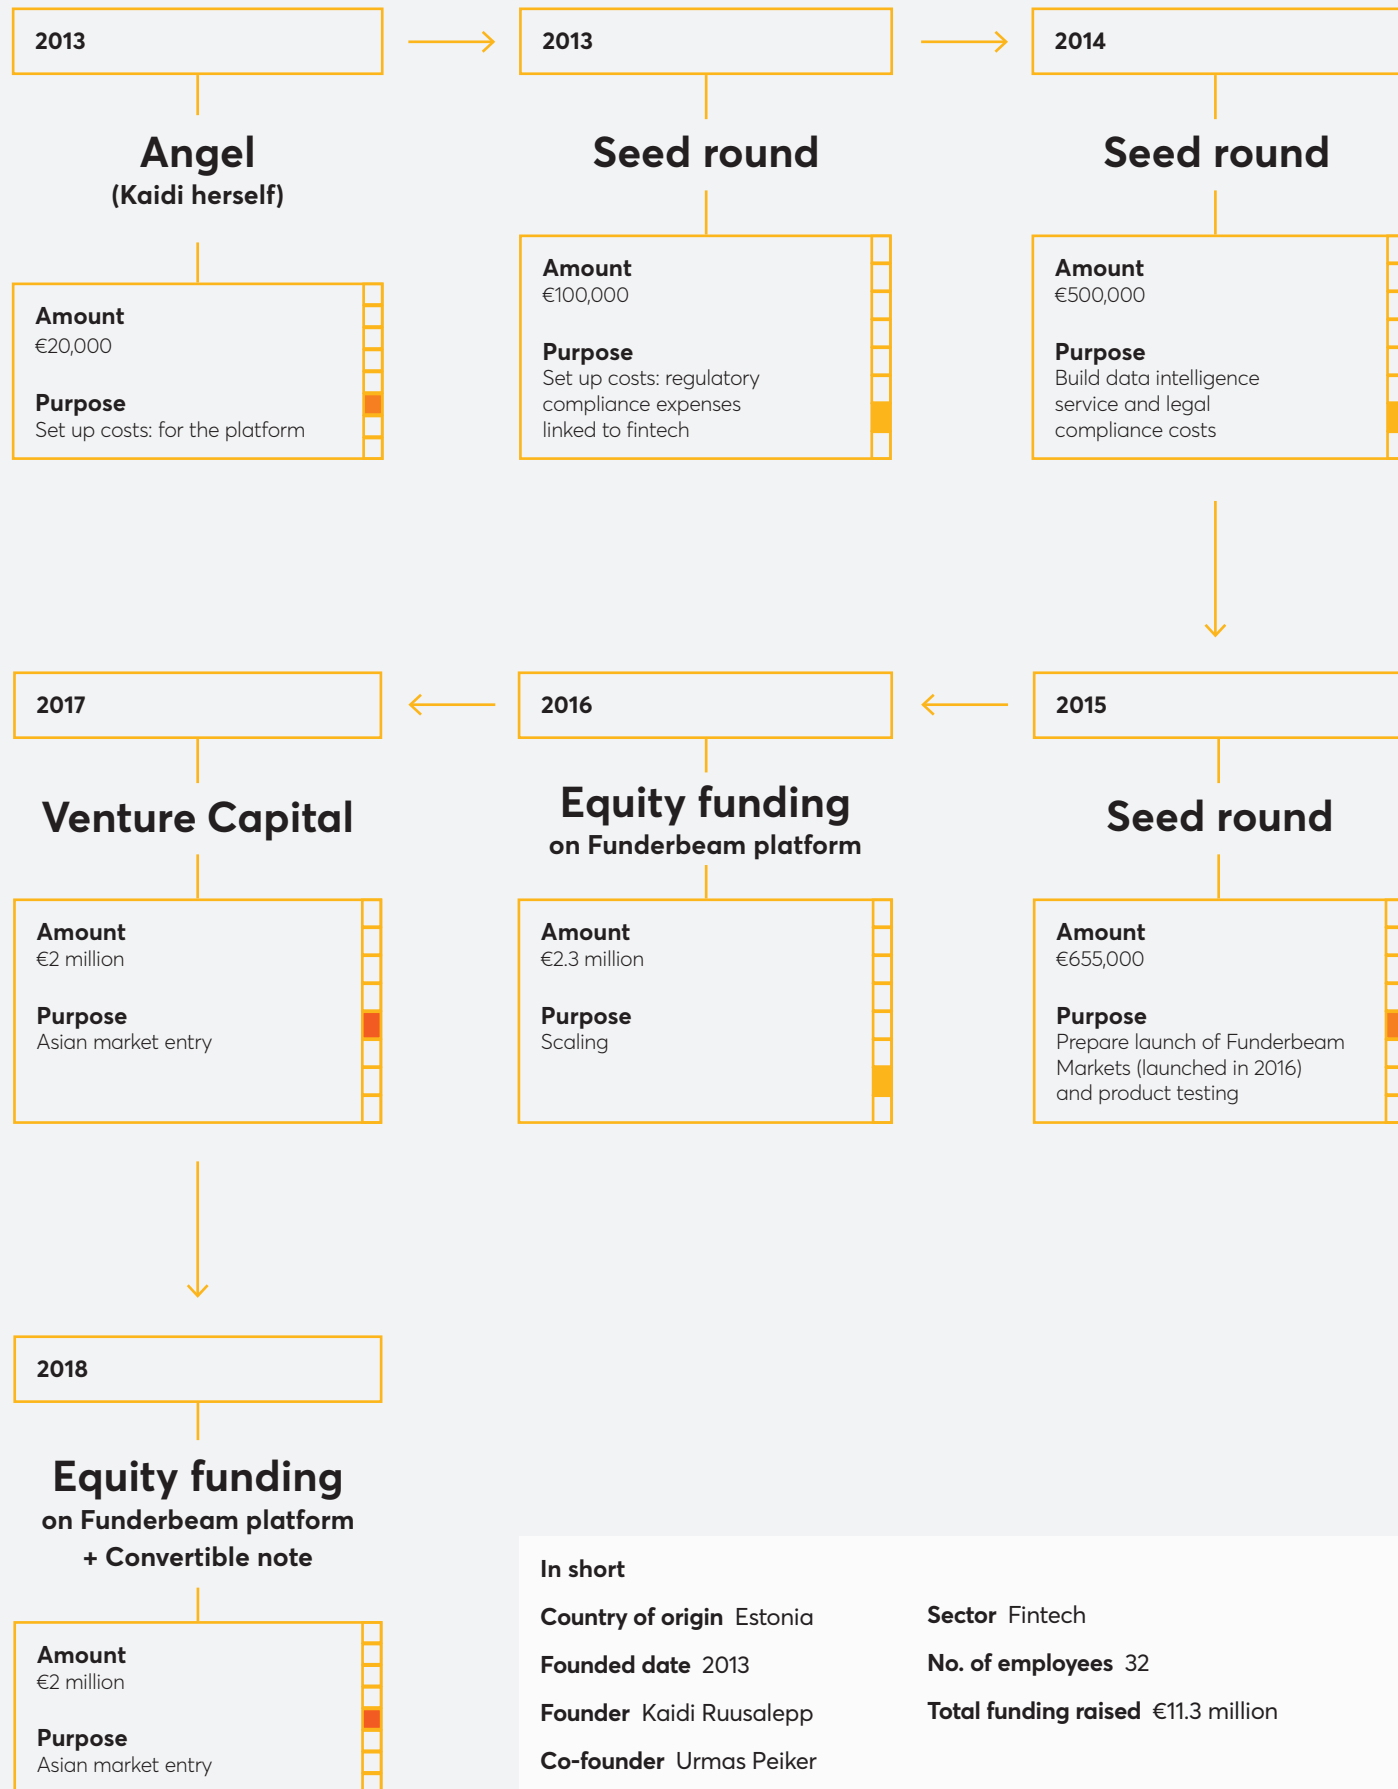 2013
Angel
(Kaidi herself)
Amount
€20,000
Purpose
Set up costs: for the platform
2013
Seed round
Amount
€100,000
Purpose
Set up costs: regulatory
compliance expenses
linked to fintech
2014
Seed round
Amount
€500,000
Purpose
Build data intelligence
service and legal
compliance costs
2015
Seed round
Amount
€655,000
Purpose
Prepare launch of Funderbeam
Markets (launched in 2016)
and product testing
2016
Equity funding
on Funderbeam platform
Amount
€2.3 million
Purpose
Scaling
2017
Venture Capital
Amount
€2 million
Purpose
Asian market entry
2018
Equity funding
on Funderbeam platform
+ Convertible note
Amount
€2 million
Purpose
Asian market entry
In short
Country of origin Estonia
Founded date 2013
Founder Kaidi Ruusalepp
Co-founder Urmas Peiker
Sector Fintech
No. of employees 32
Total funding raised €11.3 million